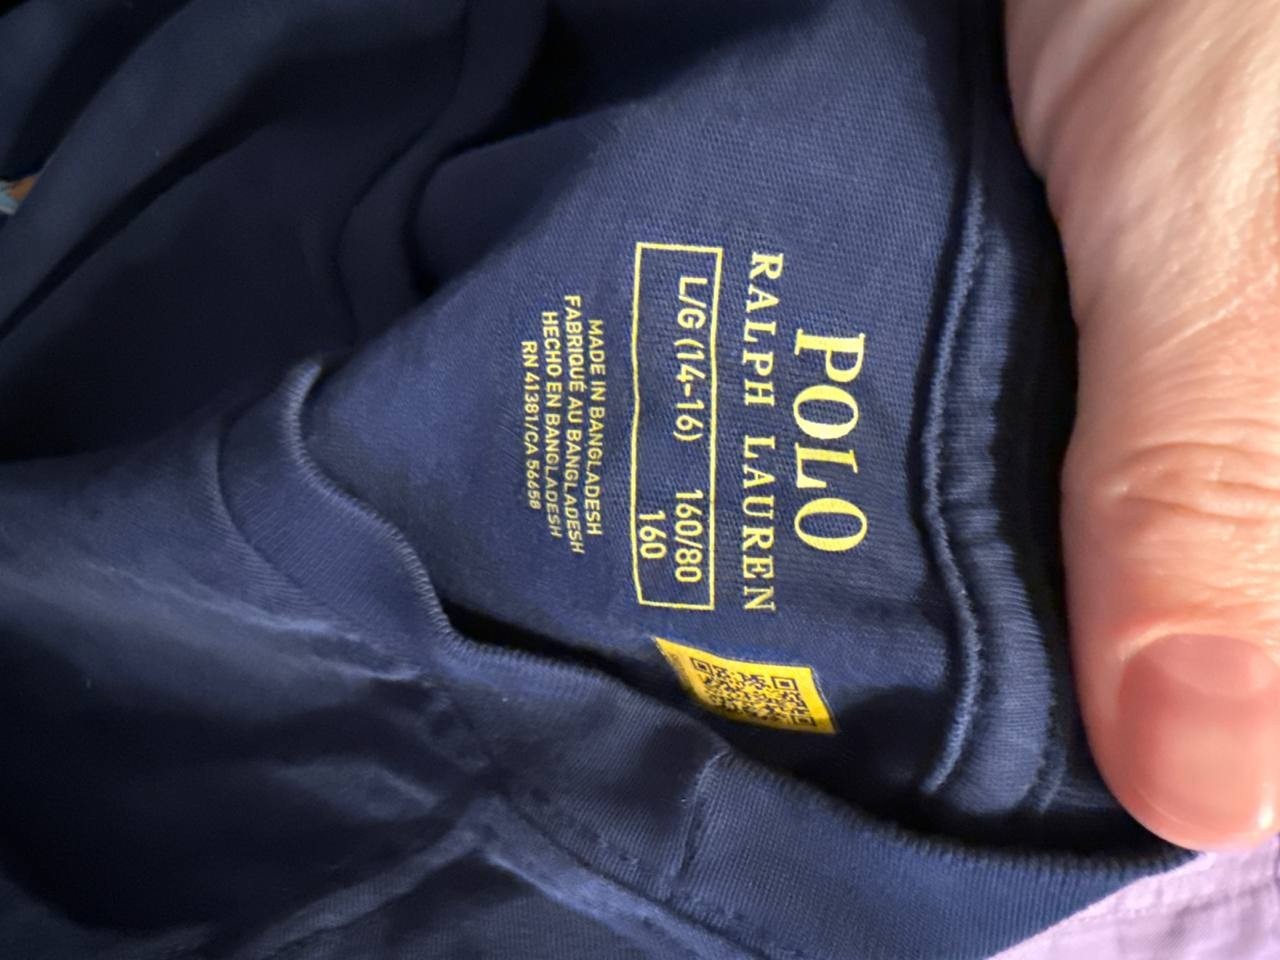 POLO
RALPH LAUREN
L/G (14-16) 160/80
160
MADE IN BANGLADESH
FABRIQUÉ AU BANGLADESH
HECHO EN BANGLADESH
RN 41381/CA 56658